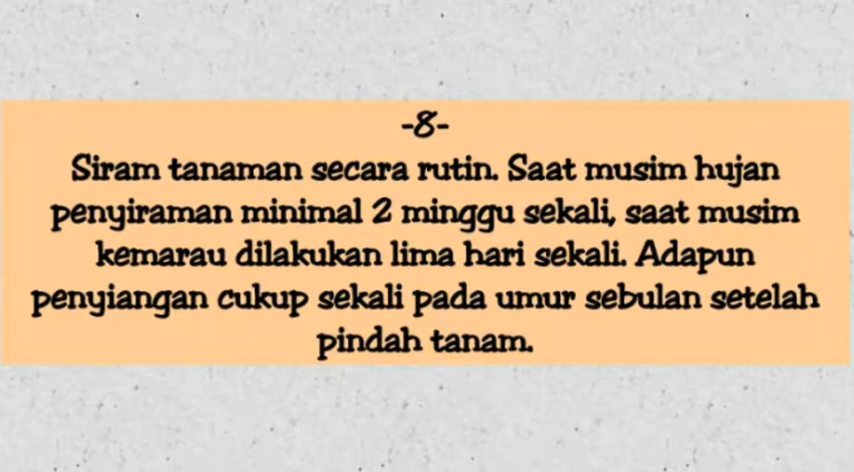 -8-
Siram tanaman secara rutin. Saat musim hujan
penyiraman minimal 2 minggu sekali, saat musim
kemarau dilakukan lima hari sekali. Adapun
penyiangan cukup sekali pada umur sebulan setelah
pindah tanam.